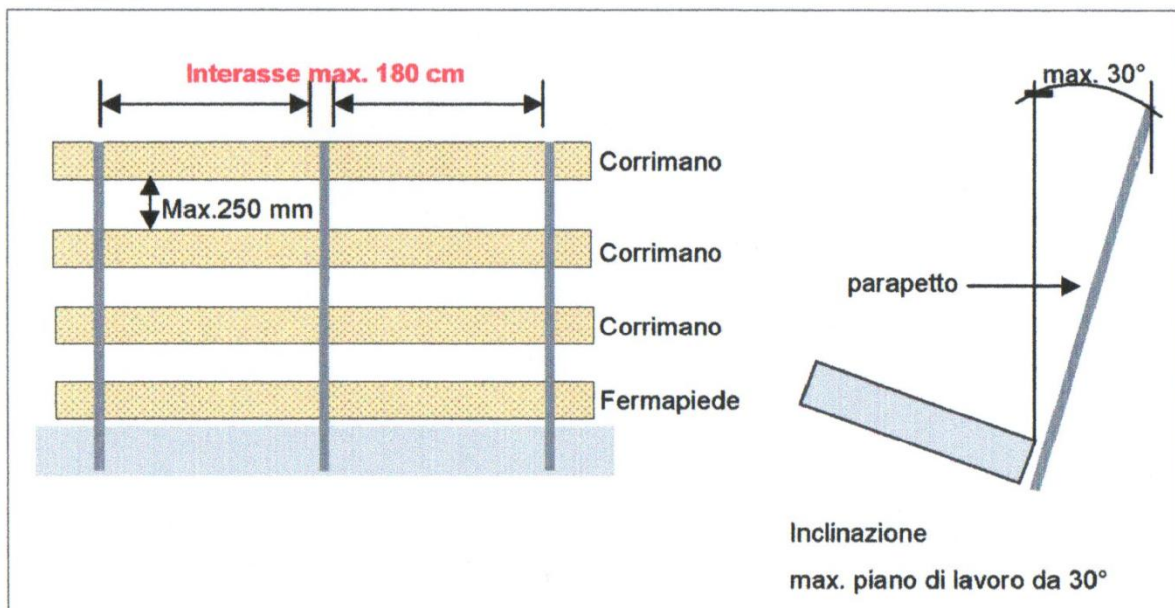 Interasse max. 180 cm
max. 30°
Corrimano
Max.250 mm
Corrimano
parapetto
Corrimano
Fermapiede
Inclinazione
max. piano di lavoro da 30°